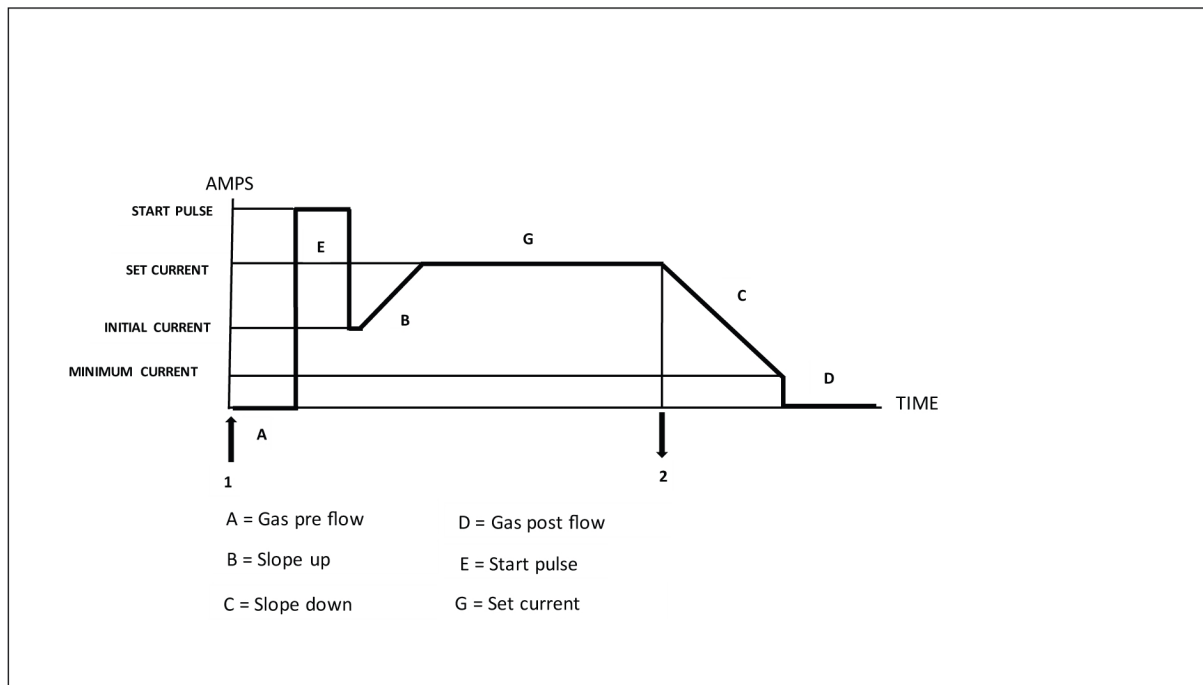 AMPS
START PULSE
E
G
SET CURRENT
C
B
INITIAL CURRENT
MINIMUM CURRENT
D
TIME
A
1
2
A = Gas pre flow
D = Gas post flow
B = Slope up
E = Start pulse
C = Slope down
G = Set current